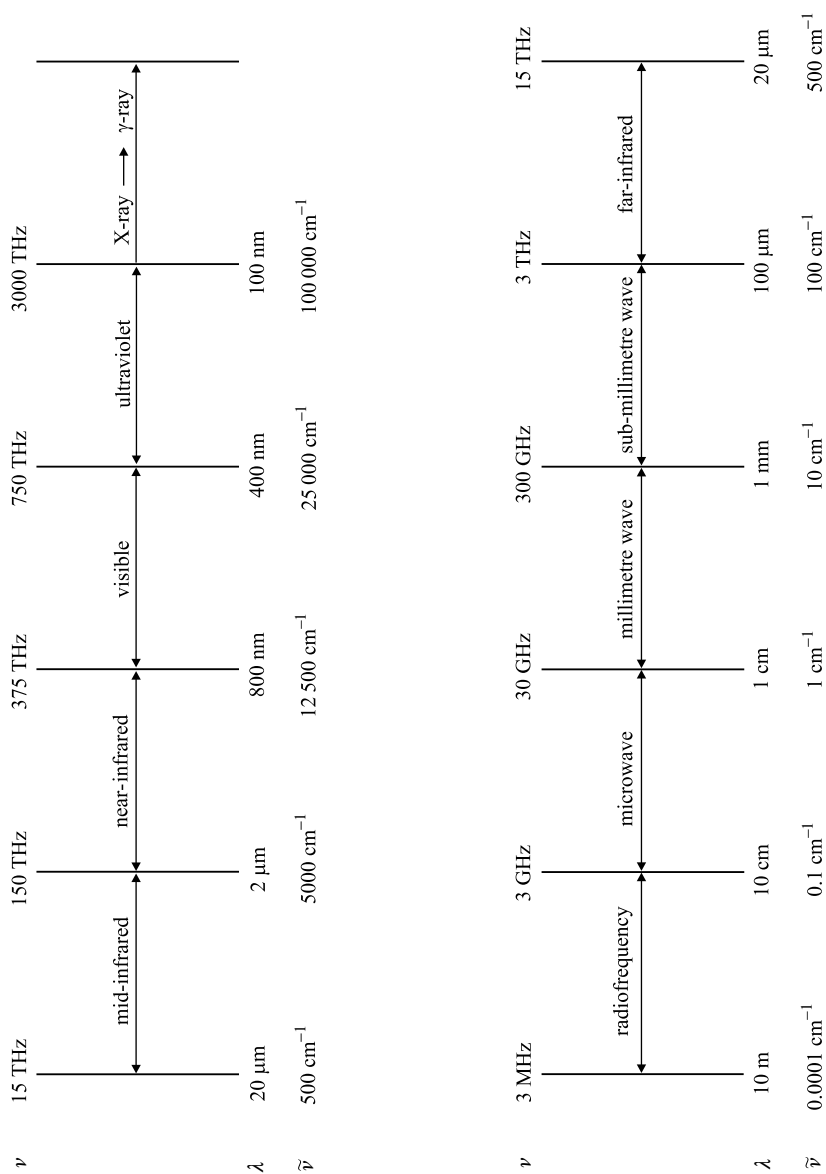 ν 15 THz 150 THz 375 THz 750 THz 3000 THz
mid-infrared near-infrared visible ultraviolet X-ray ⟶ γ-ray
λ 20 μm 2 μm 800 nm 400 nm 100 nm
ν̃ 500 cm⁻¹ 5000 cm⁻¹ 12 500 cm⁻¹ 25 000 cm⁻¹ 100 000 cm⁻¹
ν 3 MHz 3 GHz 30 GHz 300 GHz 3 THz 15 THz
radiofrequency microwave millimetre wave sub-millimetre wave far-infrared
λ 10 m 10 cm 1 cm 1 mm 100 μm 20 μm
ν̃ 0.0001 cm⁻¹ 0.1 cm⁻¹ 1 cm⁻¹ 10 cm⁻¹ 100 cm⁻¹ 500 cm⁻¹